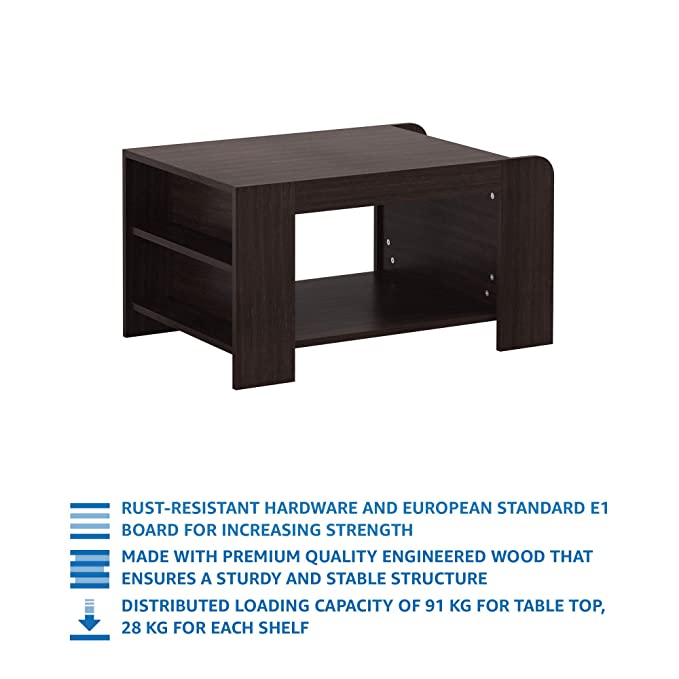 RUST-RESISTANT HARDWARE AND EUROPEAN STANDARD E1
BOARD FOR INCREASING STRENGTH
MADE WITH PREMIUM QUALITY ENGINEERED WOOD THAT
ENSURES A STURDY AND STABLE STRUCTURE
DISTRIBUTED LOADING CAPACITY OF 91 KG FOR TABLE TOP,
28 KG FOR EACH SHELF